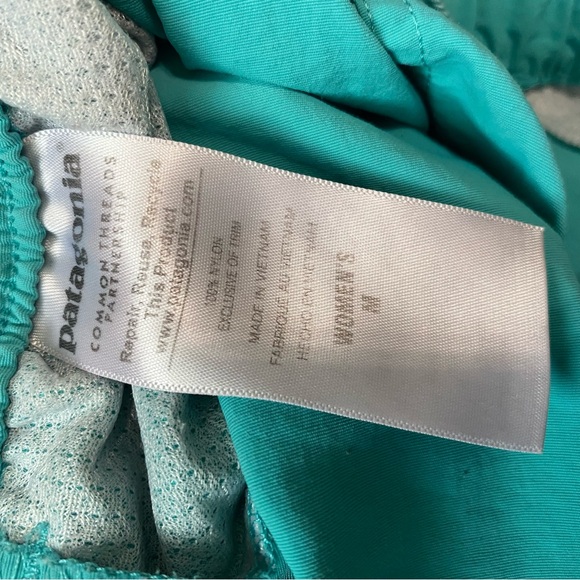 patagonia®
COMMON THREADS
PARTNERSHIP
Repair, Reuse, Recycle
This Product
www.patagonia.com
100% NYLON
EXCLUSIVE OF TRIM
MADE IN VIETNAM
FABRIQUE AU VIETNAM
HECHO EN VIETNAM
WOMEN'S
M